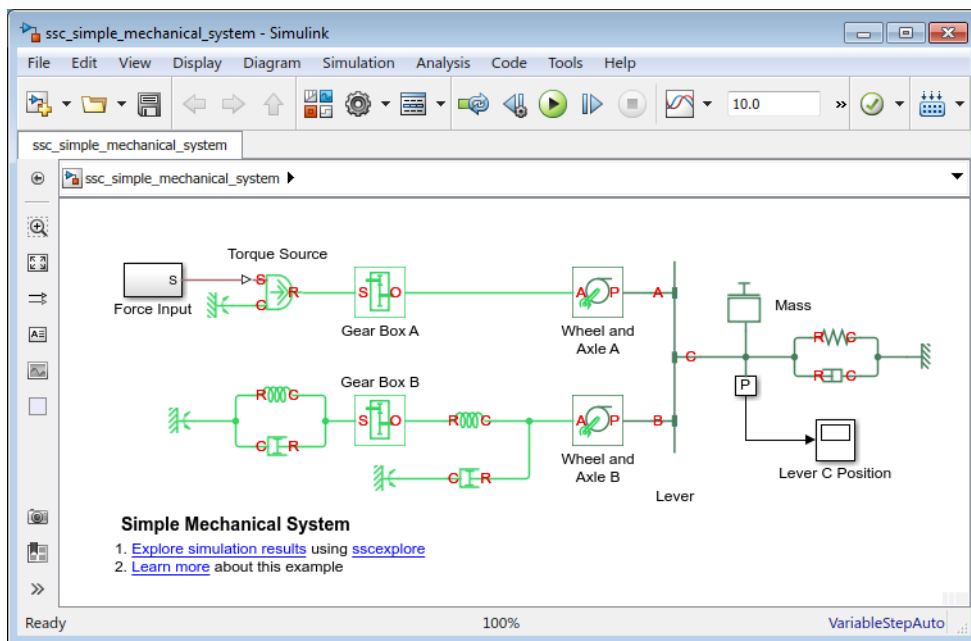 ssc_simple_mechanical_system - Simulink
File Edit View Display Diagram Simulation Analysis Code Tools Help
10.0 »
ssc_simple_mechanical_system
ssc_simple_mechanical_system
Torque Source
S S R C
Force Input
S O
Gear Box A
A P
Wheel and
Axle A
A
Mass
R C
C
R C
P
Lever C Position
Gear Box B
R C
C R
S O
R C
C R
A P
Wheel and
Axle B
B
Lever
Simple Mechanical System
1. Explore simulation results using sscexplore
2. Learn more about this example
Ready 100% VariableStepAuto